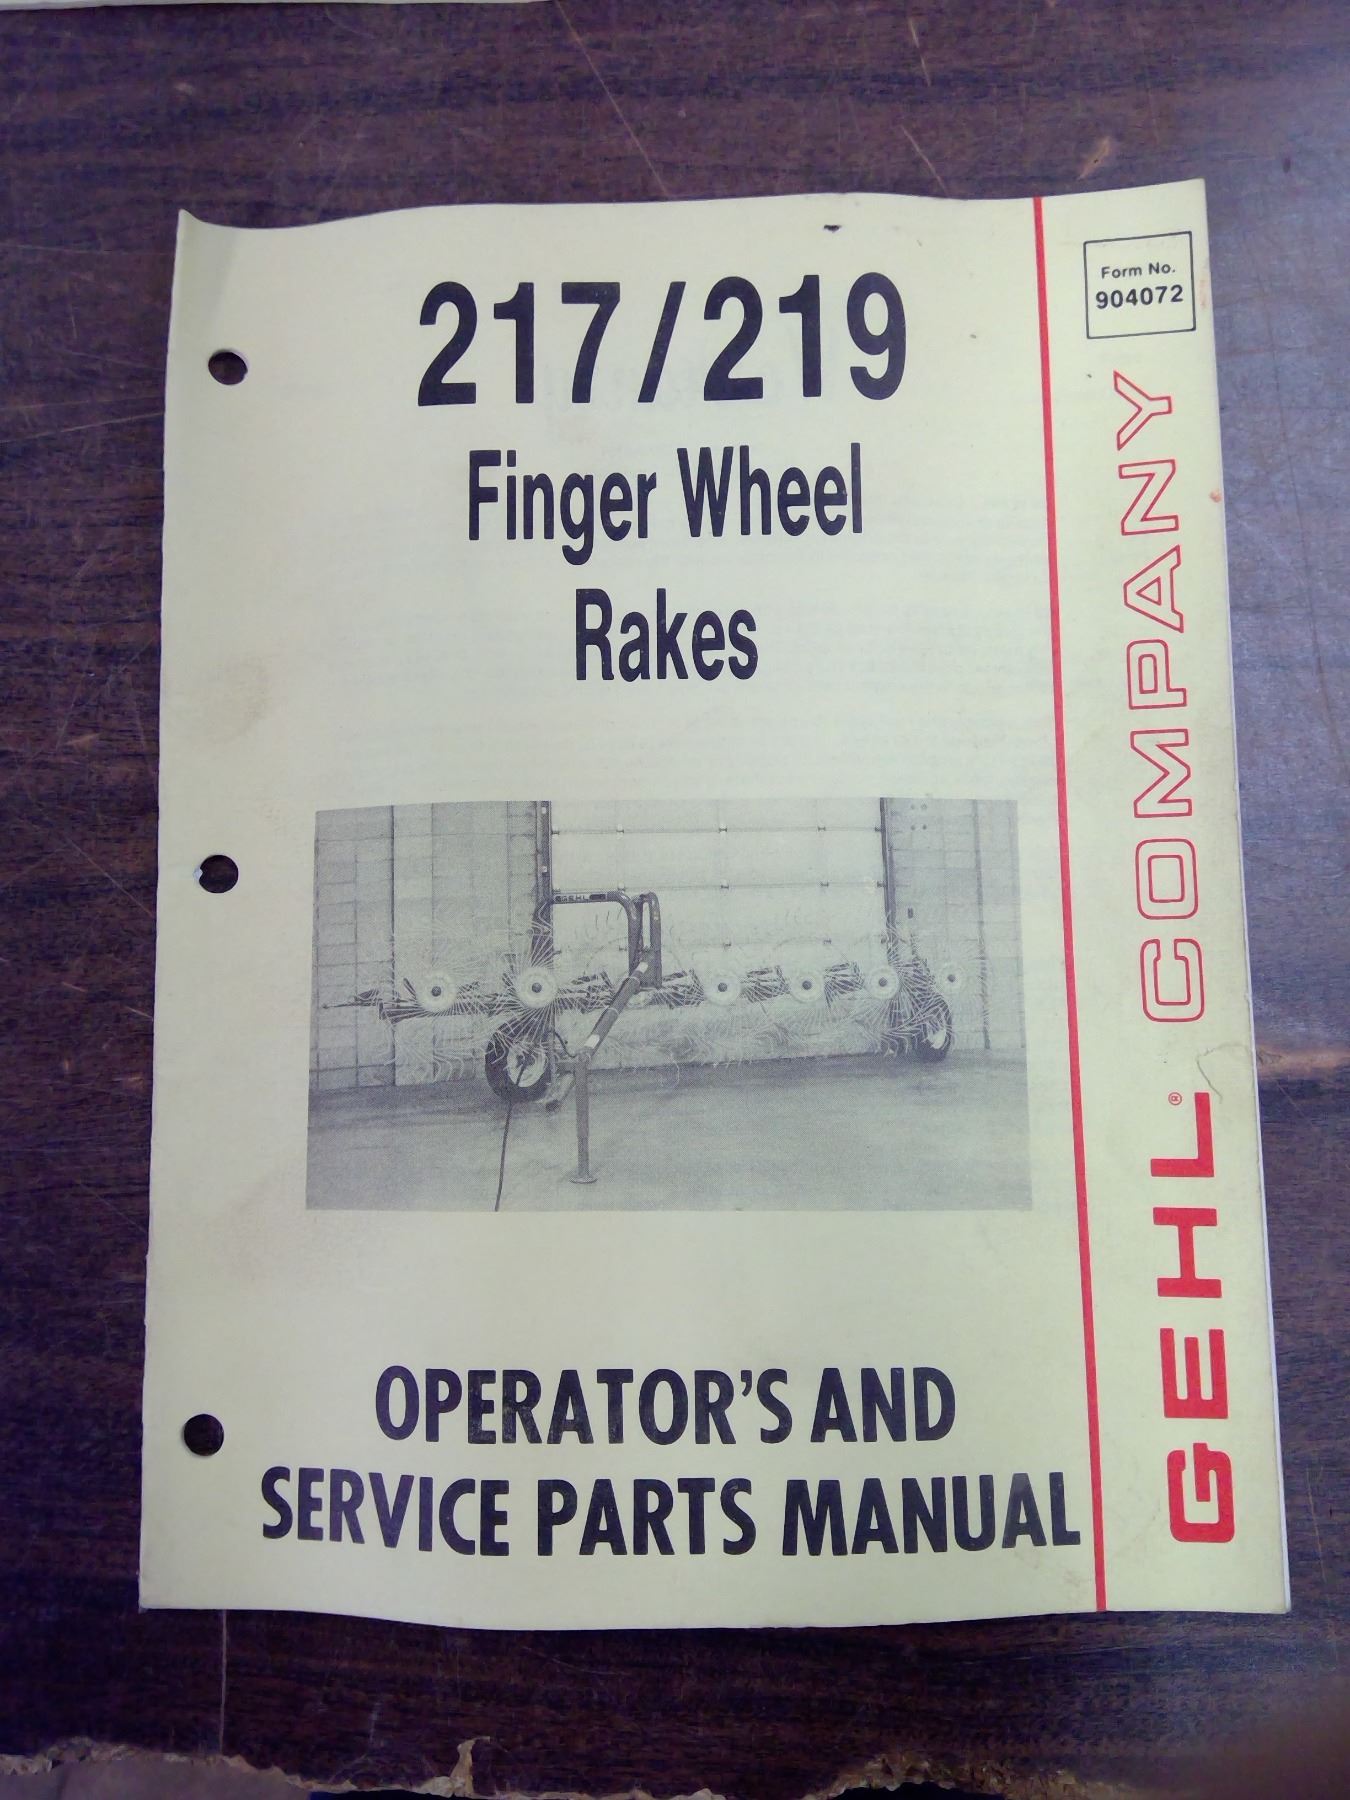 217/219
Finger Wheel
Rakes
GEHL
OPERATOR'S AND
SERVICE PARTS MANUAL
Form No.
904072
GEHL® COMPANY